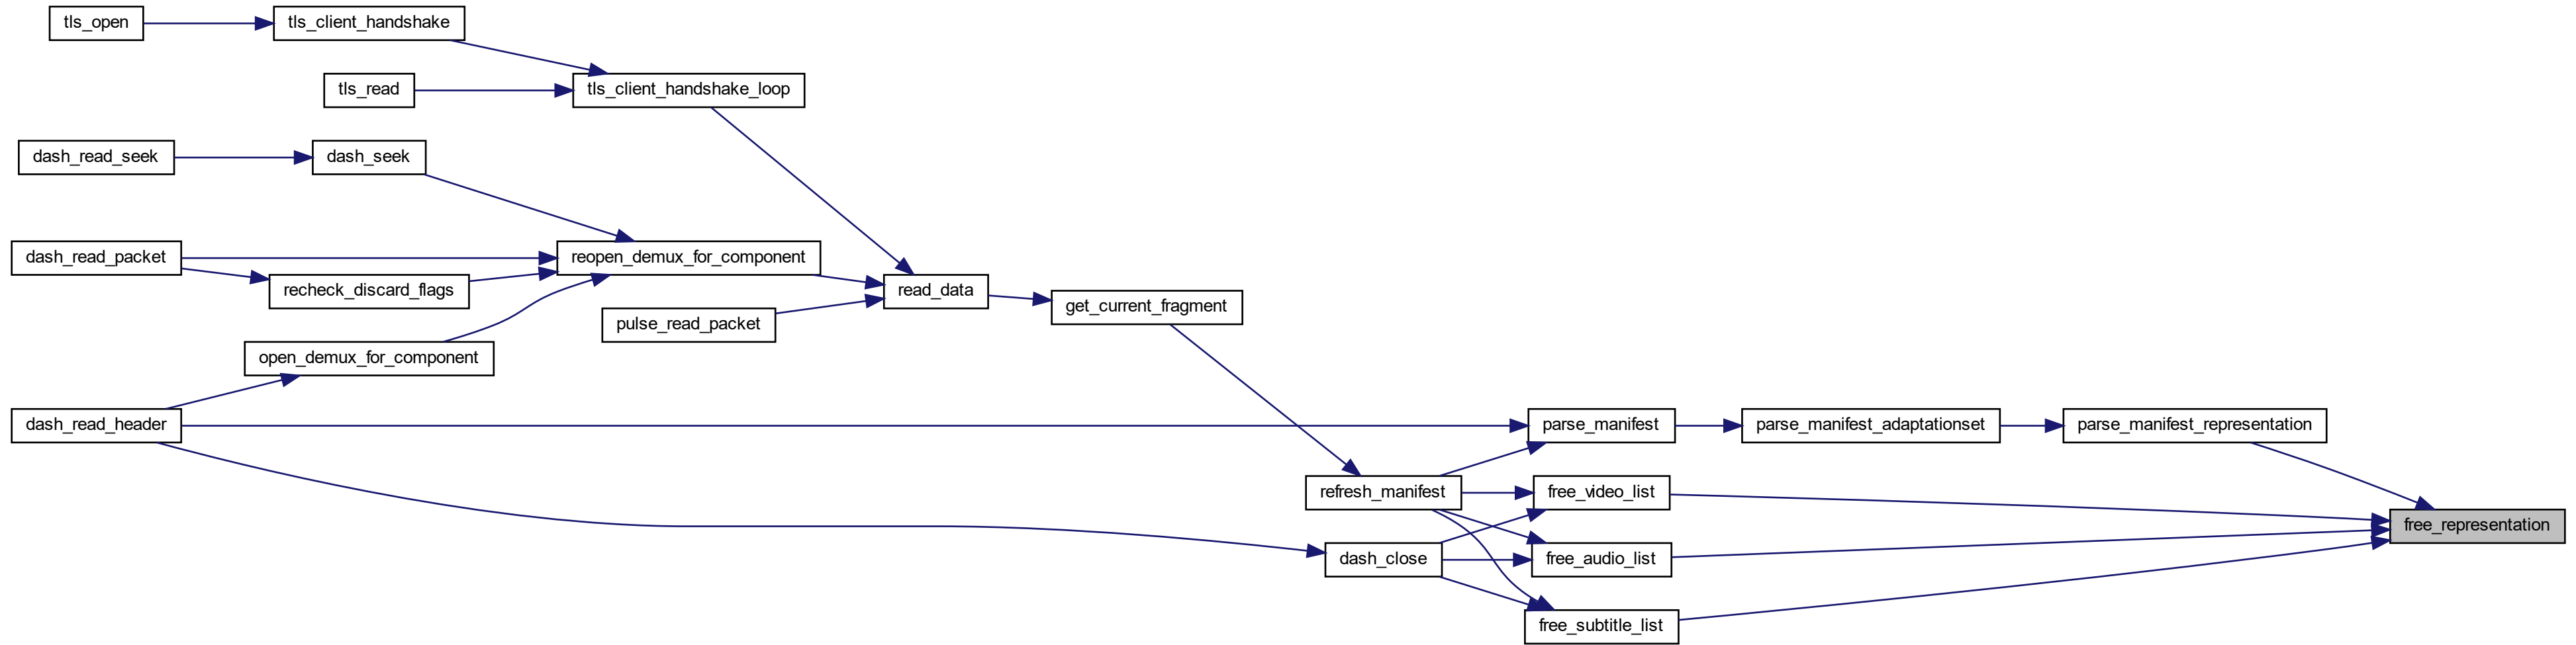 tls_open
tls_client_handshake
tls_read
tls_client_handshake_loop
dash_read_seek
dash_seek
dash_read_packet
reopen_demux_for_component
recheck_discard_flags
read_data
get_current_fragment
pulse_read_packet
open_demux_for_component
dash_read_header
parse_manifest
parse_manifest_adaptationset
parse_manifest_representation
refresh_manifest
free_video_list
free_representation
dash_close
free_audio_list
free_subtitle_list